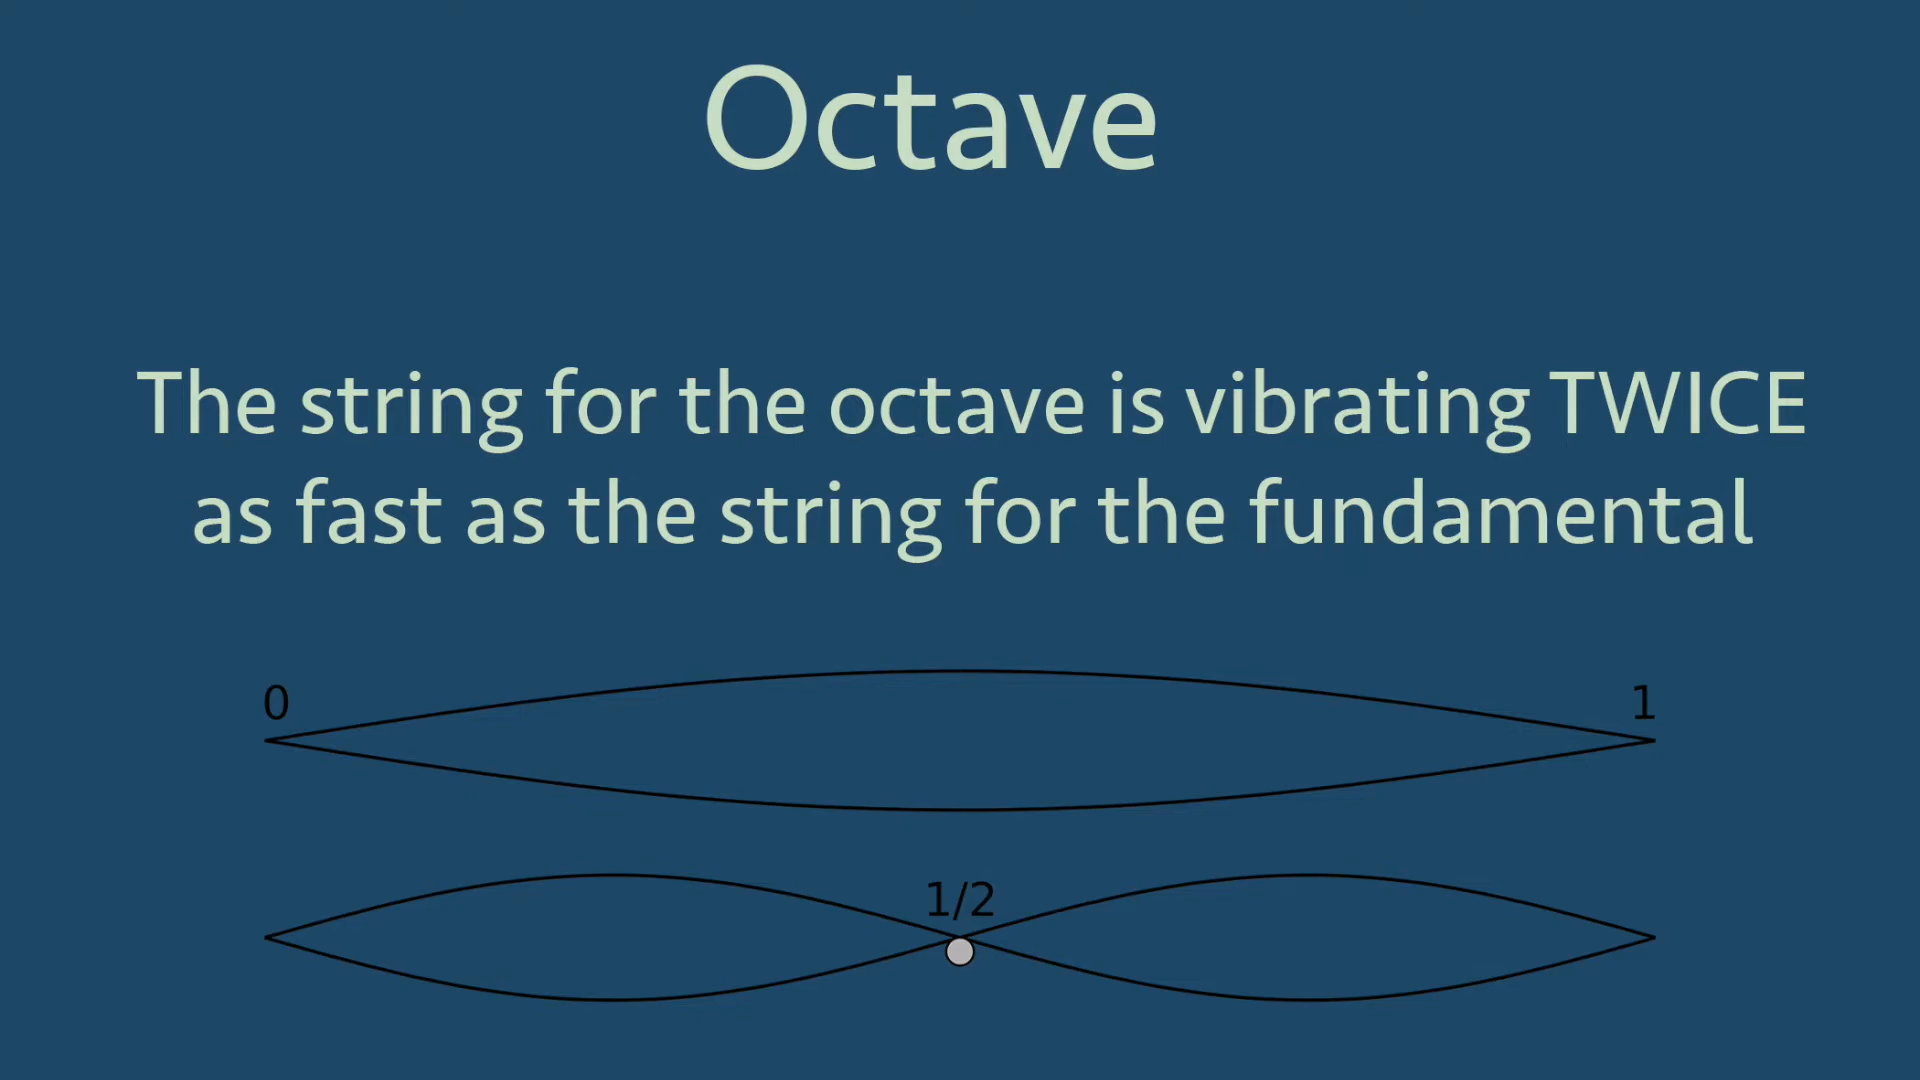 Octave
The string for the octave is vibrating TWICE
as fast as the string for the fundamental
0
1
1/2